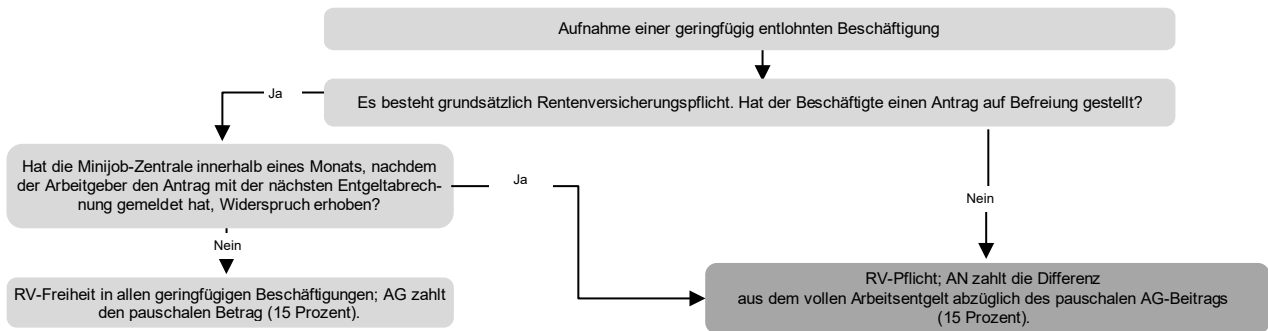 Aufnahme einer geringfügig entlohnten Beschäftigung
Ja
Es besteht grundsätzlich Rentenversicherungspflicht. Hat der Beschäftigte einen Antrag auf Befreiung gestellt?
Hat die Minijob-Zentrale innerhalb eines Monats, nachdem
der Arbeitgeber den Antrag mit der nächsten Entgeltabrech-
nung gemeldet hat, Widerspruch erhoben?
Ja
Nein
Nein
RV-Freiheit in allen geringfügigen Beschäftigungen; AG zahlt
den pauschalen Betrag (15 Prozent).
RV-Pflicht; AN zahlt die Differenz
aus dem vollen Arbeitsentgelt abzüglich des pauschalen AG-Beitrags
(15 Prozent).